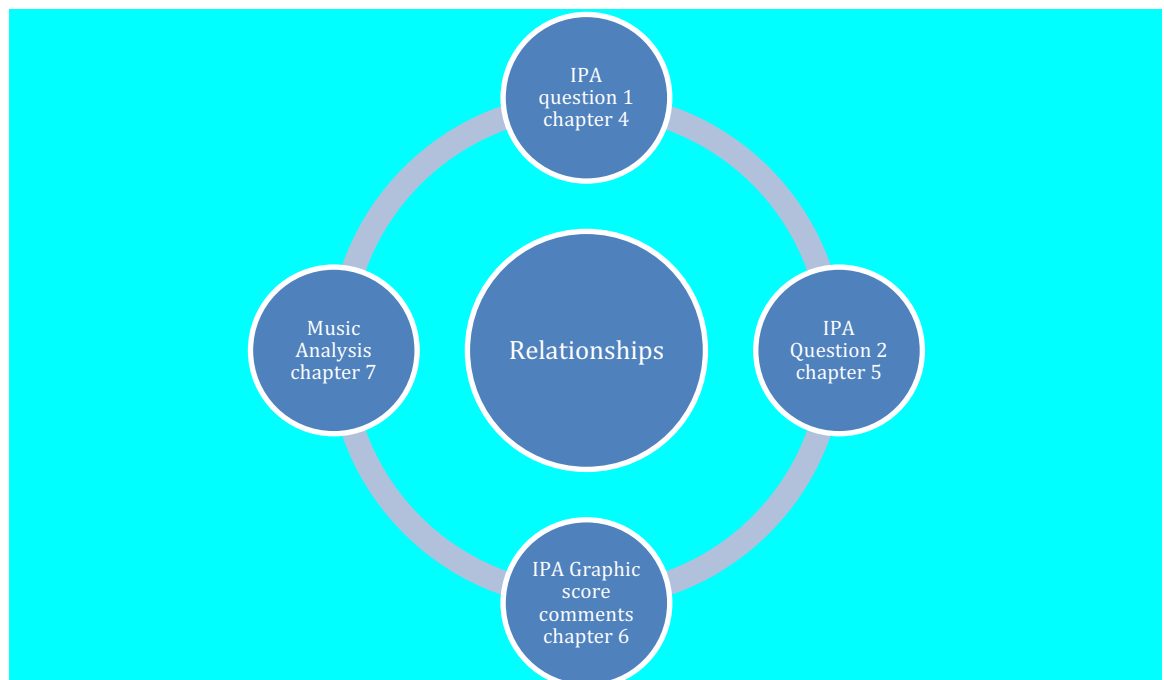 IPA
question 1
chapter 4
Music
Analysis
chapter 7
Relationships
IPA
Question 2
chapter 5
IPA Graphic
score
comments
chapter 6